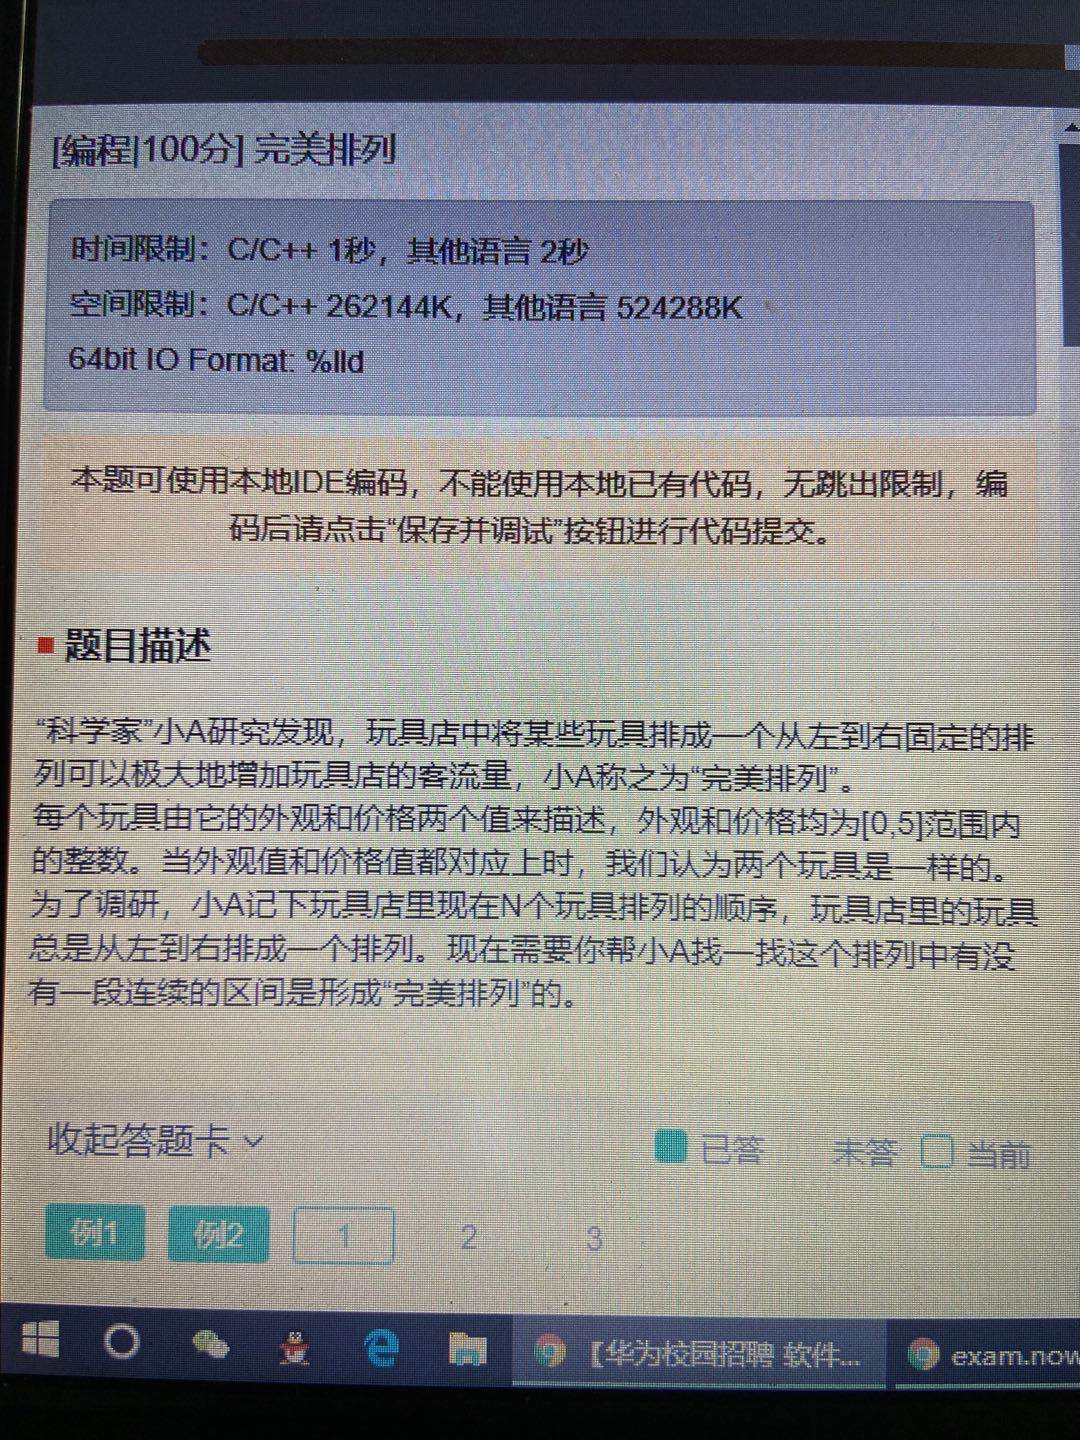 [编程|100分] 完美排列
时间限制：C/C++ 1秒，其他语言 2秒
空间限制：C/C++ 262144K，其他语言 524288K
64bit IO Format: %lld
本题可使用本地IDE编码，不能使用本地已有代码，无跳出限制，编
码后请点击“保存并调试”按钮进行代码提交。
题目描述
“科学家”小A研究发现，玩具店中将某些玩具排成一个从左到右固定的排
列可以极大地增加玩具店的客流量，小A称之为“完美排列”。
每个玩具由它的外观和价格两个值来描述，外观和价格均为[0,5]范围内
的整数。当外观值和价格值都对应上时，我们认为两个玩具是一样的。
为了调研，小A记下玩具店里现在N个玩具排列的顺序，玩具店里的玩具
总是从左到右排成一个排列。现在需要你帮小A找一找这个排列中有没
有一段连续的区间是形成“完美排列”的。
收起答题卡 已答 未答 当前
例1 例2 1 2 3
[华为校园招聘 软件... exam.now